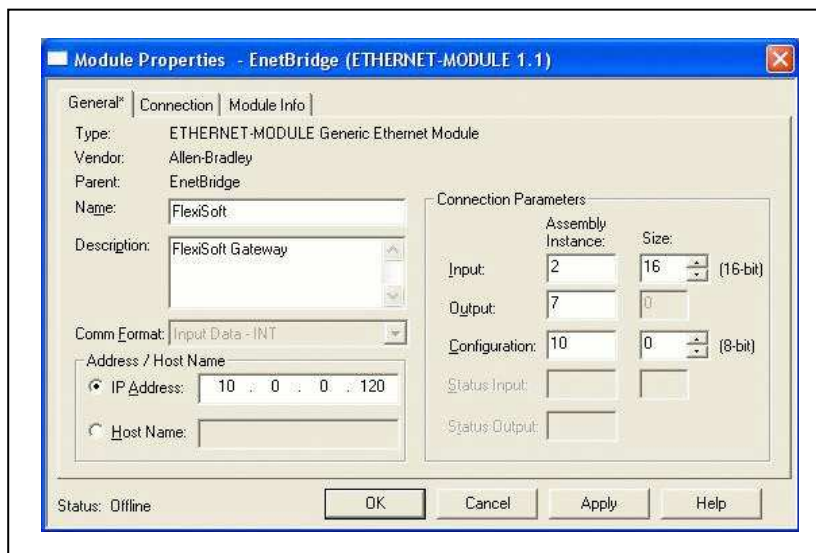 Module Properties - EnetBridge (ETHERNET-MODULE 1.1)
General* Connection Module Info
Type: ETHERNET-MODULE Generic Ethernet Module
Vendor: Allen-Bradley
Parent: EnetBridge
Name: FlexiSoft
Description: FlexiSoft Gateway
Comm Format: Input Data - INT
Address / Host Name
IP Address: 10 . 0 . 0 . 120
Host Name:
Connection Parameters
Assembly Instance: Size:
Input: 2 16 (16-bit)
Output: 7 0
Configuration: 10 0 (8-bit)
Status Input:
Status Output:
Status: Offline
OK Cancel Apply Help